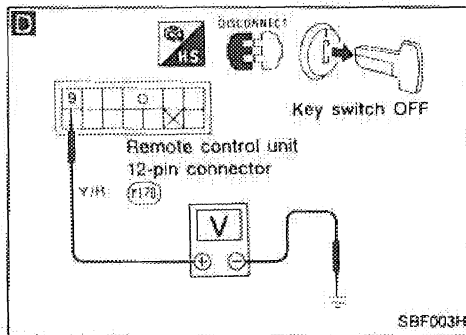 D
DISCONNECT
H.S.
9
Key switch OFF
Remote control unit
12-pin connector
Y/R
V
⊕ ⊖
SBF003H